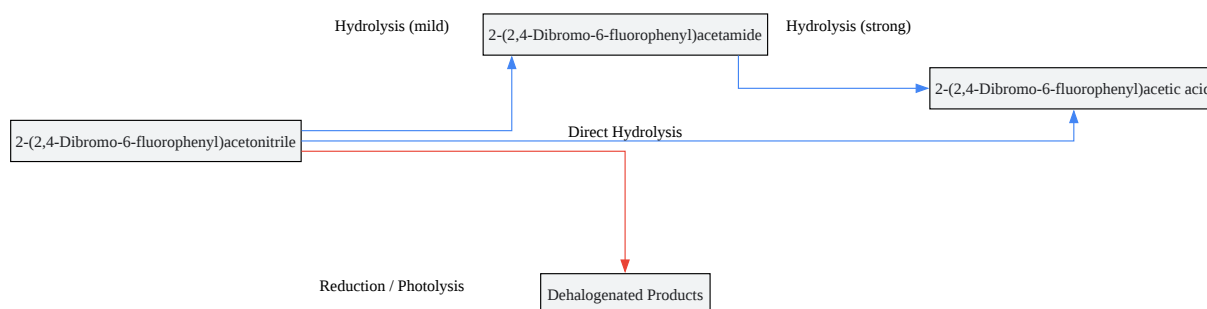 Hydrolysis (mild)
2-(2,4-Dibromo-6-fluorophenyl)acetamide
Hydrolysis (strong)
2-(2,4-Dibromo-6-fluorophenyl)acetic acid
2-(2,4-Dibromo-6-fluorophenyl)acetonitrile
Direct Hydrolysis
Reduction / Photolysis
Dehalogenated Products